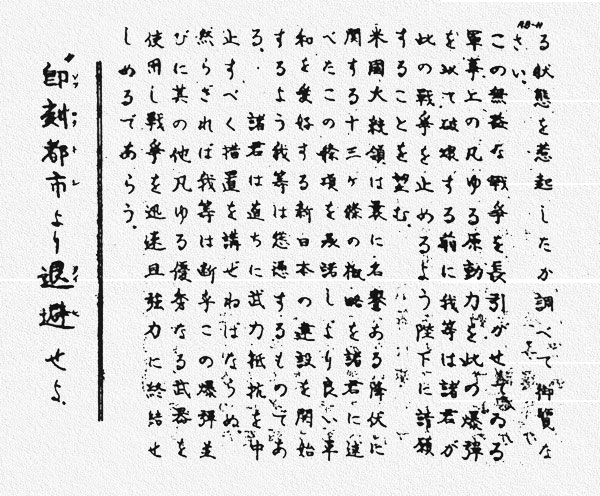 AB-11
る状態を惹起したか調べて御覧な
さい。
この無益な戦争を長引かせてゐる
軍事上の凡ゆる原動力を此の爆弾
を以て破壊する前に我等は諸君が
此の戦争を止めるよう陛下に請願
することを望む。
米國大統領は曩に名誉ある降伏に
関する十三ヶ條の概略を諸君に述
べたこの條項を承諾しより良い平
和を愛好する新日本の建設を開始
するよう我等は慫慂するものであ
る。諸君は直ちに武力抵抗を中
止すべく措置を講ぜねばならぬ。
然らざれば我等は断乎この爆弾並
びに其の他凡ゆる優秀なる武器を
使用し戦争を迅速且強力に終結せ
しめるであらう。
〃即刻都市より退避せよ.